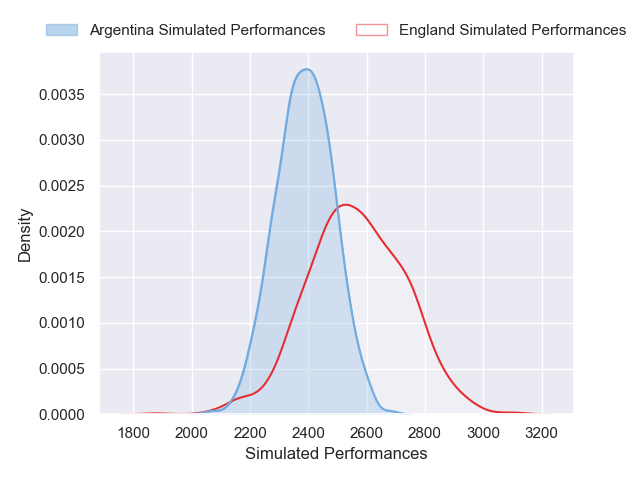 Argentina Simulated Performances England Simulated Performances
0.0035
0.0030
0.0025
0.0020
0.0015
0.0010
0.0005
0.0000
Density
1800 2000 2200 2400 2600 2800 3000 3200
Simulated Performances